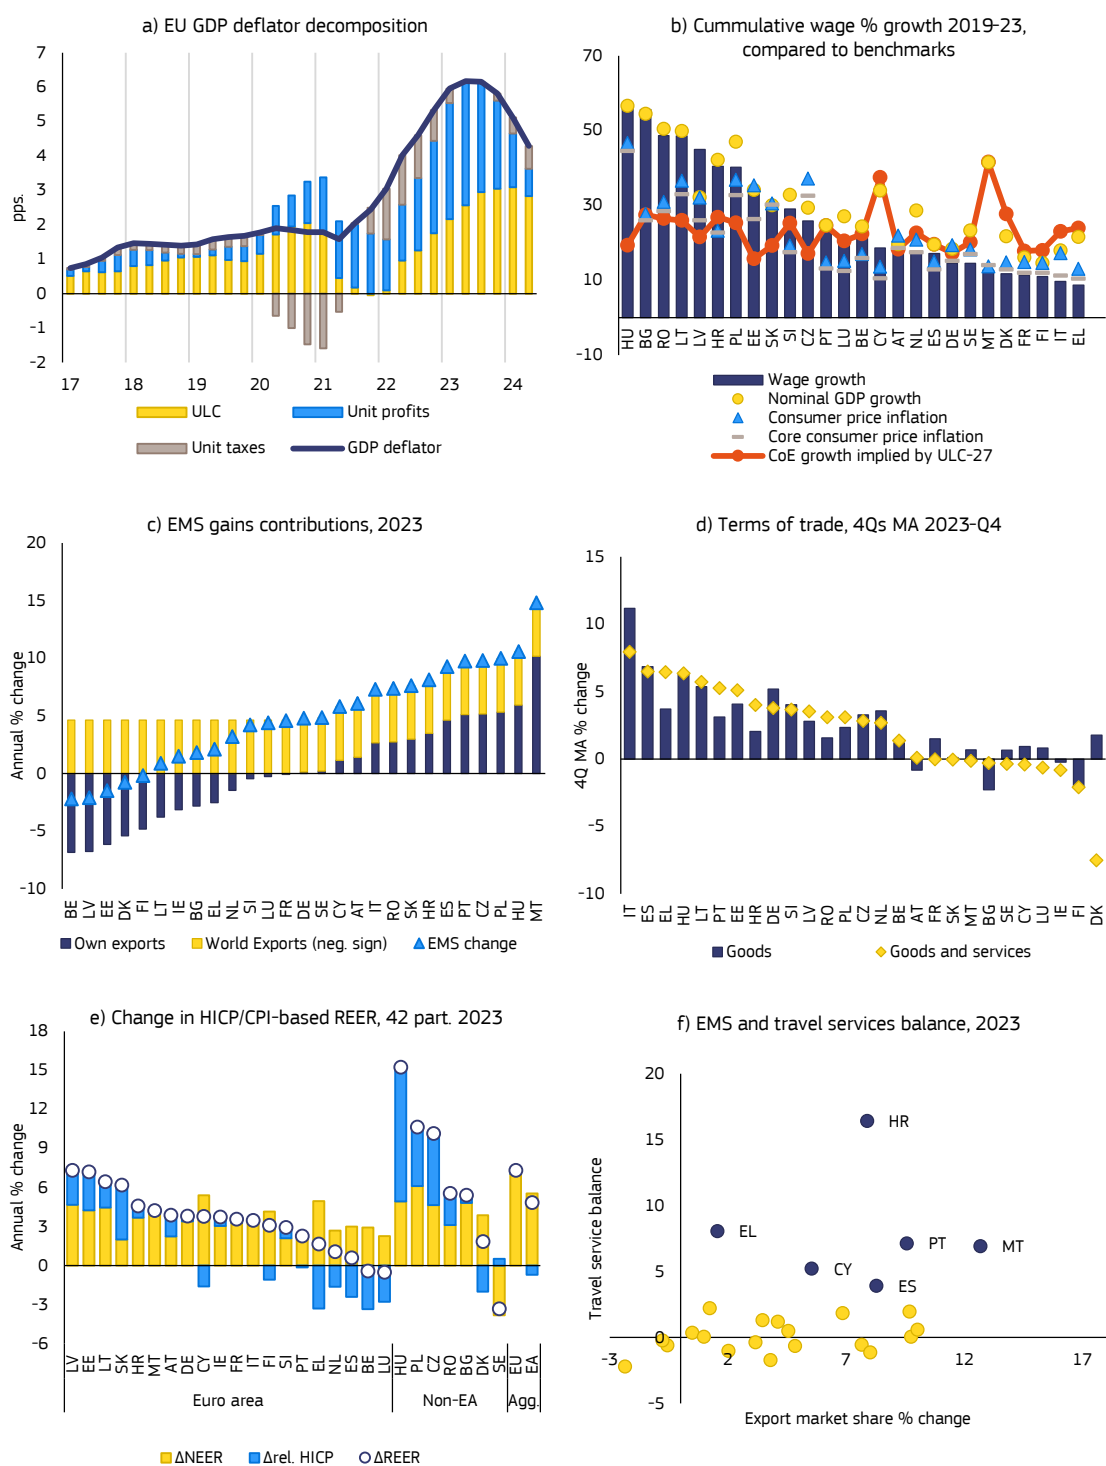 a) EU GDP deflator decomposition
7
6
5
4
3
2
1
0
-1
-2
pps.
17 18 19 20 21 22 23 24
ULC Unit profits
Unit taxes GDP deflator
b) Cummulative wage % growth 2019-23,
compared to benchmarks
70
50
30
10
-10
HU BG RO LT LV HR PL EE SK SI CZ PT LU BE CY AT NL ES DE SE MT DK FR FI IT EL
Wage growth
Nominal GDP growth
Consumer price inflation
Core consumer price inflation
CoE growth implied by ULC-27
c) EMS gains contributions, 2023
20
15
10
5
0
-5
-10
Annual % change
BE LV EE DK FI LT IE BG EL NL SI LU FR DE SE CY AT IT RO SK HR ES PT CZ PL HU MT
Own exports World Exports (neg. sign) EMS change
d) Terms of trade, 4Qs MA 2023-Q4
15
10
5
0
-5
-10
4Q MA % change
IT ES EL HU LT PT EE HR DE SI LV RO PL CZ NL BE AT FR SK MT BG SE CY LU IE FI DK
Goods Goods and services
e) Change in HICP/CPI-based REER, 42 part. 2023
18
15
12
9
6
3
0
-3
-6
Annual % change
LV EE LT SK HR MT AT DE CY IE FR IT FI SI PT EL NL ES BE LU HU PL CZ RO BG DK SE EU EA
Euro area Non-EA Agg.
ΔNEER Δrel. HICP ΔREER
f) EMS and travel services balance, 2023
20
15
10
5
0
-5
Travel service balance
HR
EL
PT
MT
CY
ES
-3 2 7 12 17
Export market share % change